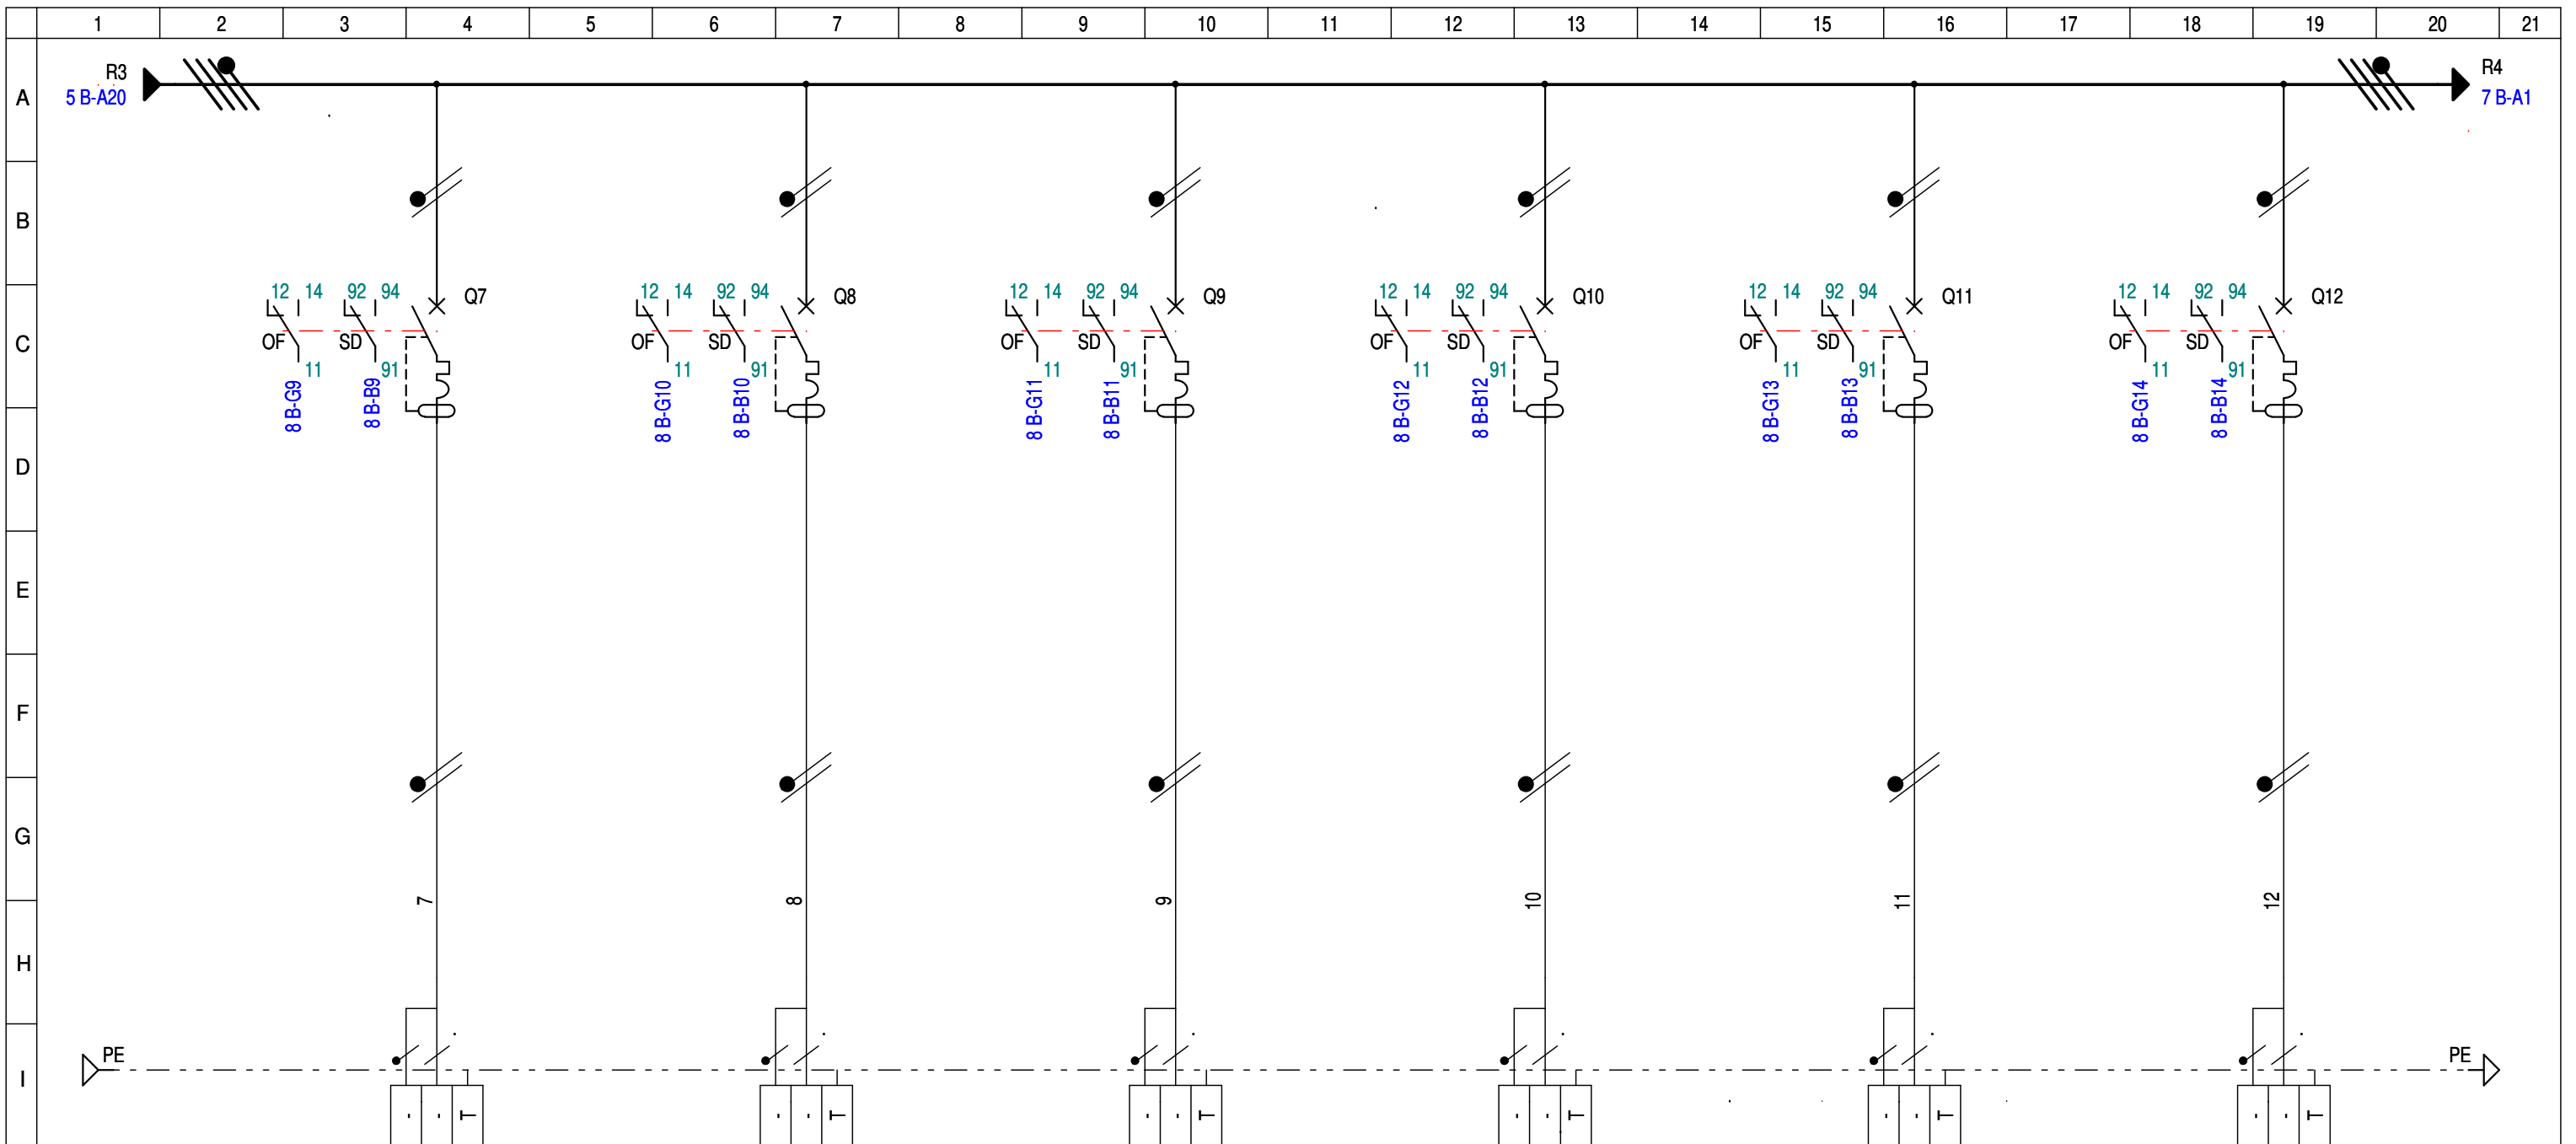 1 2 3 4 5 6 7 8 9 10 11 12 13 14 15 16 17 18 19 20 21
A
R3
5 B-A20
R4
7 B-A1
B
C
12 14 92 94 Q7
OF SD
11 91
8 B-G9 8 B-B9
12 14 92 94 Q8
OF SD
11 91
8 B-G10 8 B-B10
12 14 92 94 Q9
OF SD
11 91
8 B-G11 8 B-B11
12 14 92 94 Q10
OF SD
11 91
8 B-G12 8 B-B12
12 14 92 94 Q11
OF SD
11 91
8 B-G13 8 B-B13
12 14 92 94 Q12
OF SD
11 91
8 B-G14 8 B-B14
D
E
F
G
7 8 9 10 11 12
H
I
PE PE
- - T - - T - - T - - T - - T - - T